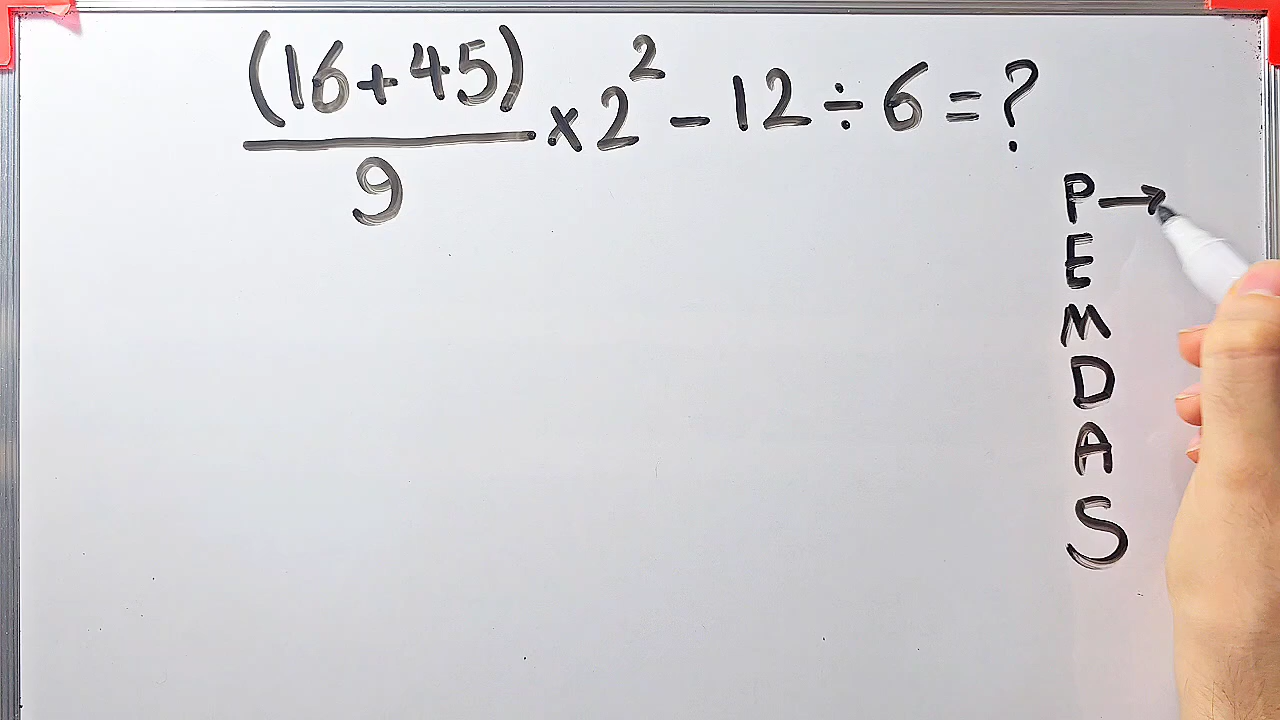 (16+45)
9
×2² − 12 ÷ 6 = ?
P→
E
M
D
A
S